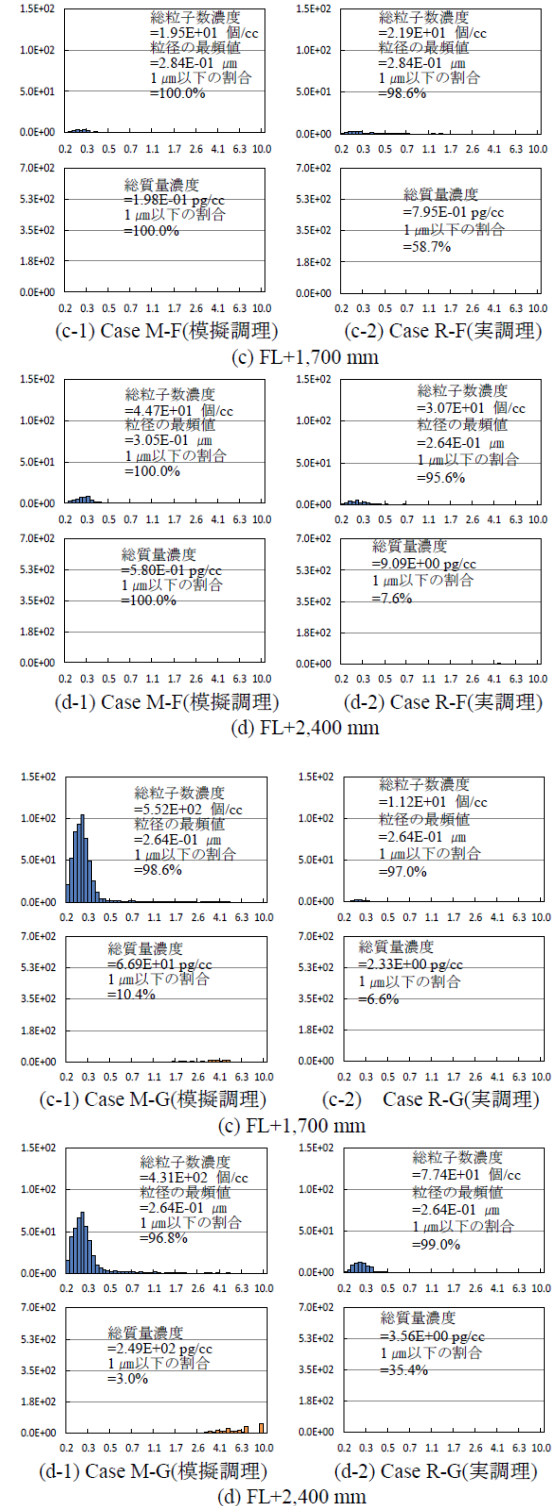 1.5E+02
1.0E+02
5.0E+01
0.0E+00
総粒子数濃度
=1.95E+01 個/cc
粒径の最頻値
=2.84E-01 μm
1 μm以下の割合
=100.0%
0.2 0.3 0.5 0.7 1.1 1.7 2.6 4.1 6.3 10.0
1.5E+02
1.0E+02
5.0E+01
0.0E+00
総粒子数濃度
=2.19E+01 個/cc
粒径の最頻値
=2.84E-01 μm
1 μm以下の割合
=98.6%
0.2 0.3 0.5 0.7 1.1 1.7 2.6 4.1 6.3 10.0
7.0E+02
5.3E+02
3.5E+02
1.8E+02
0.0E+00
総質量濃度
=1.98E-01 pg/cc
1 μm以下の割合
=100.0%
0.2 0.3 0.5 0.7 1.1 1.7 2.6 4.1 6.3 10.0
7.0E+02
5.3E+02
3.5E+02
1.8E+02
0.0E+00
総質量濃度
=7.95E-01 pg/cc
1 μm以下の割合
=58.7%
0.2 0.3 0.5 0.7 1.1 1.7 2.6 4.1 6.3 10.0
(c-1) Case M-F(模擬調理)
(c-2) Case R-F(実調理)
(c) FL+1,700 mm
1.5E+02
1.0E+02
5.0E+01
0.0E+00
総粒子数濃度
=4.47E+01 個/cc
粒径の最頻値
=3.05E-01 μm
1 μm以下の割合
=100.0%
0.2 0.3 0.5 0.7 1.1 1.7 2.6 4.1 6.3 10.0
1.5E+02
1.0E+02
5.0E+01
0.0E+00
総粒子数濃度
=3.07E+01 個/cc
粒径の最頻値
=2.64E-01 μm
1 μm以下の割合
=95.6%
0.2 0.3 0.5 0.7 1.1 1.7 2.6 4.1 6.3 10.0
7.0E+02
5.3E+02
3.5E+02
1.8E+02
0.0E+00
総質量濃度
=5.80E-01 pg/cc
1 μm以下の割合
=100.0%
0.2 0.3 0.5 0.7 1.1 1.7 2.6 4.1 6.3 10.0
7.0E+02
5.3E+02
3.5E+02
1.8E+02
0.0E+00
総質量濃度
=9.09E+00 pg/cc
1 μm以下の割合
=7.6%
0.2 0.3 0.5 0.7 1.1 1.7 2.6 4.1 6.3 10.0
(d-1) Case M-F(模擬調理)
(d-2) Case R-F(実調理)
(d) FL+2,400 mm
1.5E+02
1.0E+02
5.0E+01
0.0E+00
総粒子数濃度
=5.52E+02 個/cc
粒径の最頻値
=2.64E-01 μm
1 μm以下の割合
=98.6%
0.2 0.3 0.5 0.7 1.1 1.7 2.6 4.1 6.3 10.0
1.5E+02
1.0E+02
5.0E+01
0.0E+00
総粒子数濃度
=1.12E+01 個/cc
粒径の最頻値
=2.64E-01 μm
1 μm以下の割合
=97.0%
0.2 0.3 0.5 0.7 1.1 1.7 2.6 4.1 6.3 10.0
7.0E+02
5.3E+02
3.5E+02
1.8E+02
0.0E+00
総質量濃度
=6.69E+01 pg/cc
1 μm以下の割合
=10.4%
0.2 0.3 0.5 0.7 1.1 1.7 2.6 4.1 6.3 10.0
7.0E+02
5.3E+02
3.5E+02
1.8E+02
0.0E+00
総質量濃度
=2.33E+00 pg/cc
1 μm以下の割合
=6.6%
0.2 0.3 0.5 0.7 1.1 1.7 2.6 4.1 6.3 10.0
(c-1) Case M-G(模擬調理)
(c-2) Case R-G(実調理)
(c) FL+1,700 mm
1.5E+02
1.0E+02
5.0E+01
0.0E+00
総粒子数濃度
=4.31E+02 個/cc
粒径の最頻値
=2.64E-01 μm
1 μm以下の割合
=96.8%
0.2 0.3 0.5 0.7 1.1 1.7 2.6 4.1 6.3 10.0
1.5E+02
1.0E+02
5.0E+01
0.0E+00
総粒子数濃度
=7.74E+01 個/cc
粒径の最頻値
=2.64E-01 μm
1 μm以下の割合
=99.0%
0.2 0.3 0.5 0.7 1.1 1.7 2.6 4.1 6.3 10.0
7.0E+02
5.3E+02
3.5E+02
1.8E+02
0.0E+00
総質量濃度
=2.49E+02 pg/cc
1 μm以下の割合
=3.0%
0.2 0.3 0.5 0.7 1.1 1.7 2.6 4.1 6.3 10.0
7.0E+02
5.3E+02
3.5E+02
1.8E+02
0.0E+00
総質量濃度
=3.56E+00 pg/cc
1 μm以下の割合
=35.4%
0.2 0.3 0.5 0.7 1.1 1.7 2.6 4.1 6.3 10.0
(d-1) Case M-G(模擬調理)
(d-2) Case R-G(実調理)
(d) FL+2,400 mm